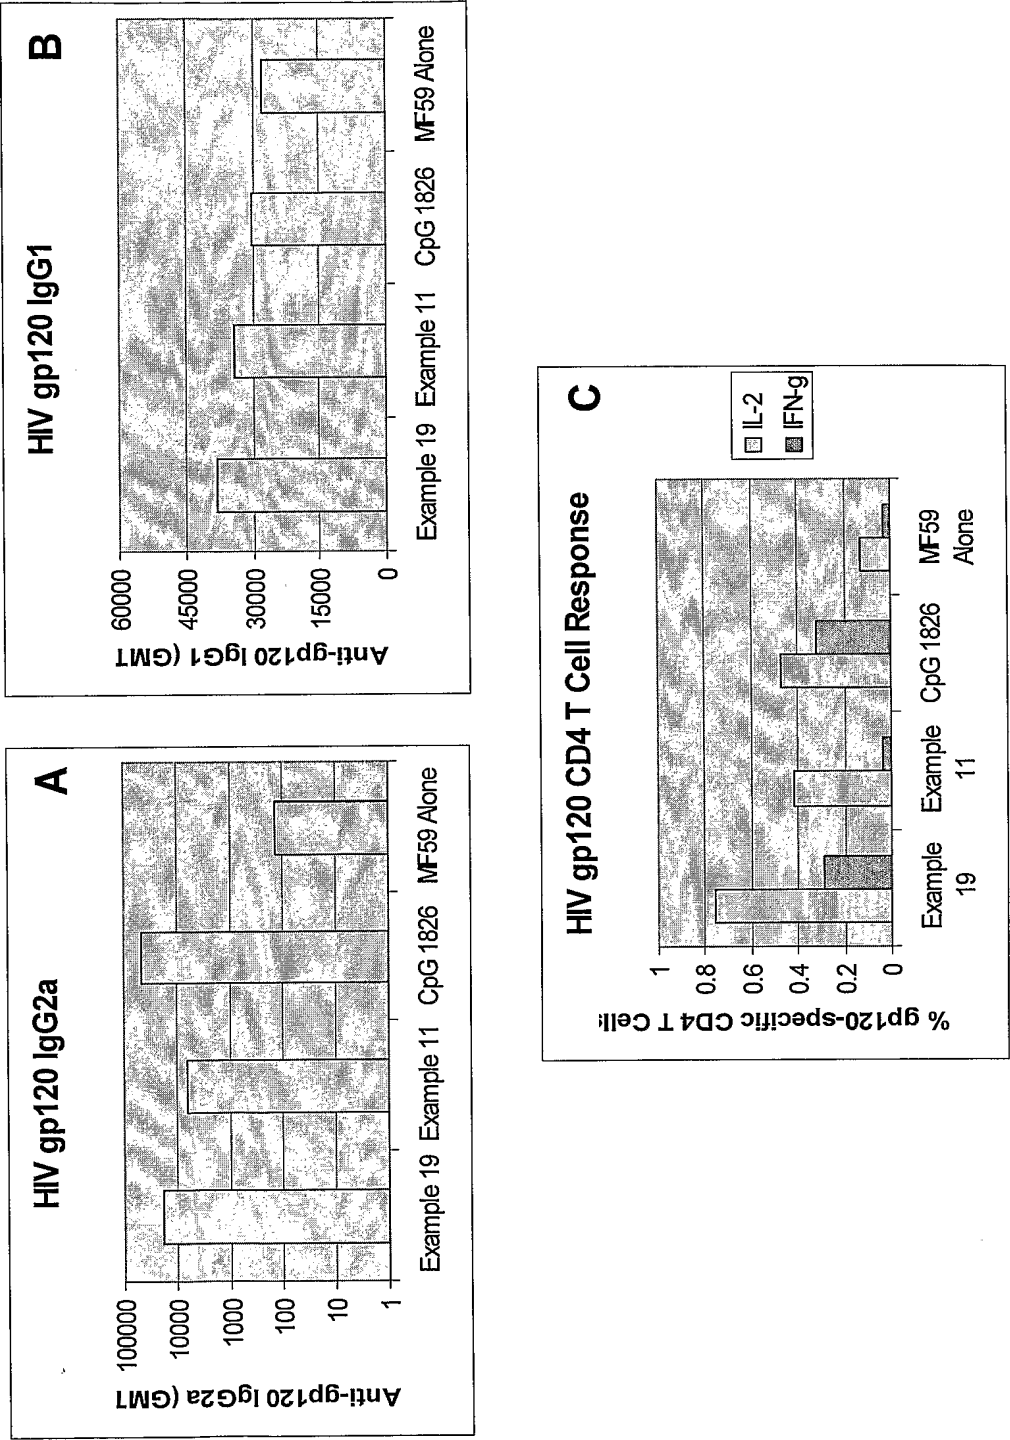 HIV gp120 IgG2a
A
Anti-gp120 IgG2a (GMT)
100000
10000
1000
100
10
1
Example 19
Example 11
CpG 1826
MF59 Alone
HIV gp120 IgG1
B
Anti-gp120 IgG1 (GMT)
60000
45000
30000
15000
0
Example 19
Example 11
CpG 1826
MF59 Alone
HIV gp120 CD4 T Cell Response
C
% gp120-specific CD4 T Cells
1
0.8
0.6
0.4
0.2
0
Example
19
Example
11
CpG 1826
MF59
Alone
IL-2
IFN-g